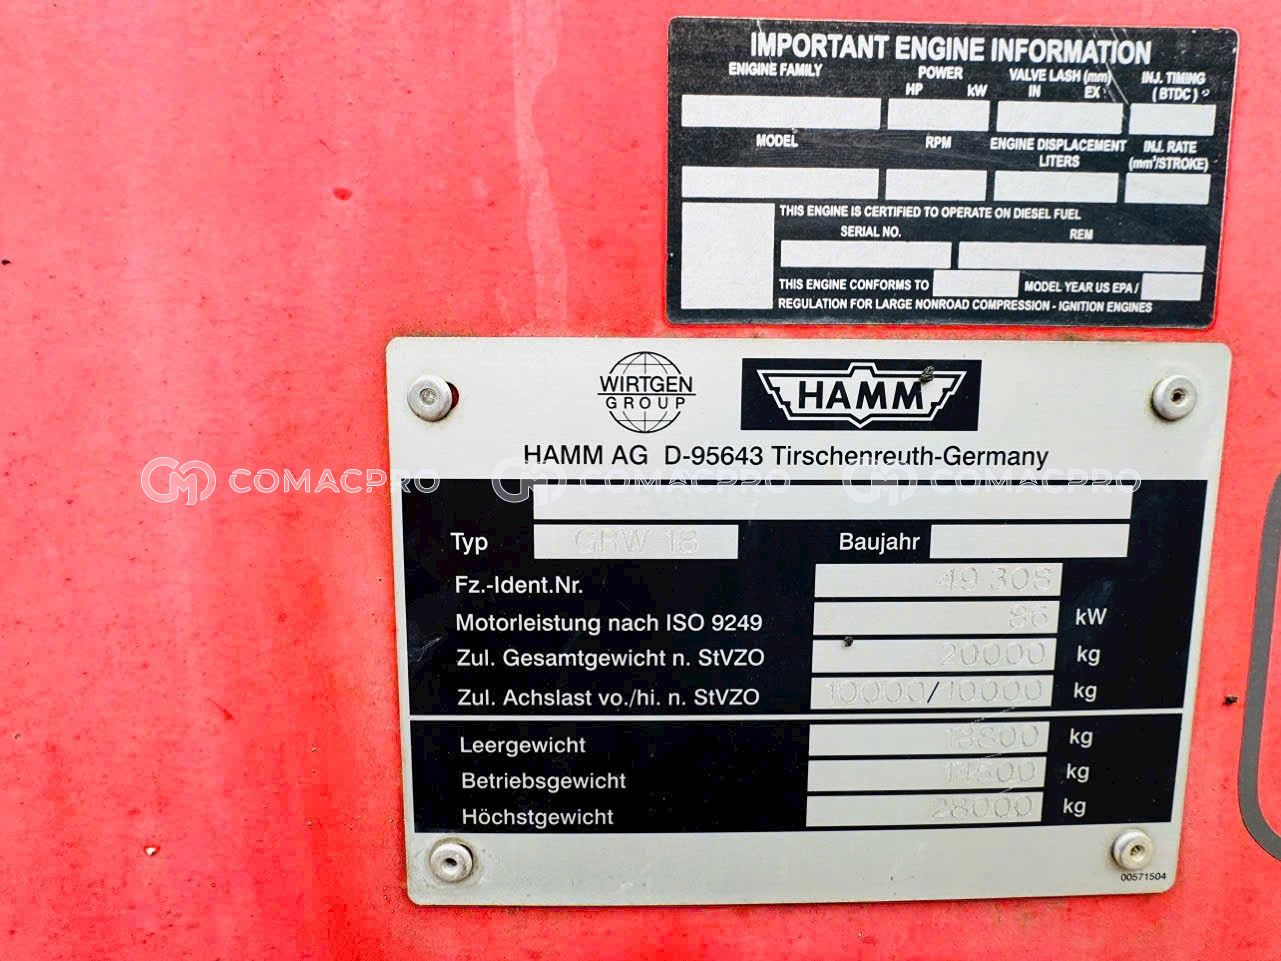 IMPORTANT ENGINE INFORMATION
ENIGINE FAMILY POWER VALVE LASH (mm) INJ. TIMING
HP kW IN EX (BTDC)
MODEL RPM ENGINE DISPLACEMENT INJ. RATE
LITERS (mm³/STROKE)
THIS ENGINE IS CERTIFIED TO OPERATE ON DIESEL FUEL
SERIAL NO. REM
THIS ENGINE CONFORMS TO MODEL YEAR US EPA /
REGULATION FOR LARGE NONROAD COMPRESSION - IGNITION ENGINES
WIRTGEN
GROUP
HAMM
HAMM AG D-95643 Tirschenreuth-Germany
COMACPRO COMACPRO COMACPRO
Typ GRW 18 Baujahr
Fz.-Ident.Nr. 49 308
Motorleistung nach ISO 9249 kW
Zul. Gesamtgewicht n. StVZO 20000 kg
Zul. Achslast vo./hi. n. StVZO 10000/10000 kg
Leergewicht kg
Betriebsgewicht kg
Höchstgewicht 28000 kg
00571504